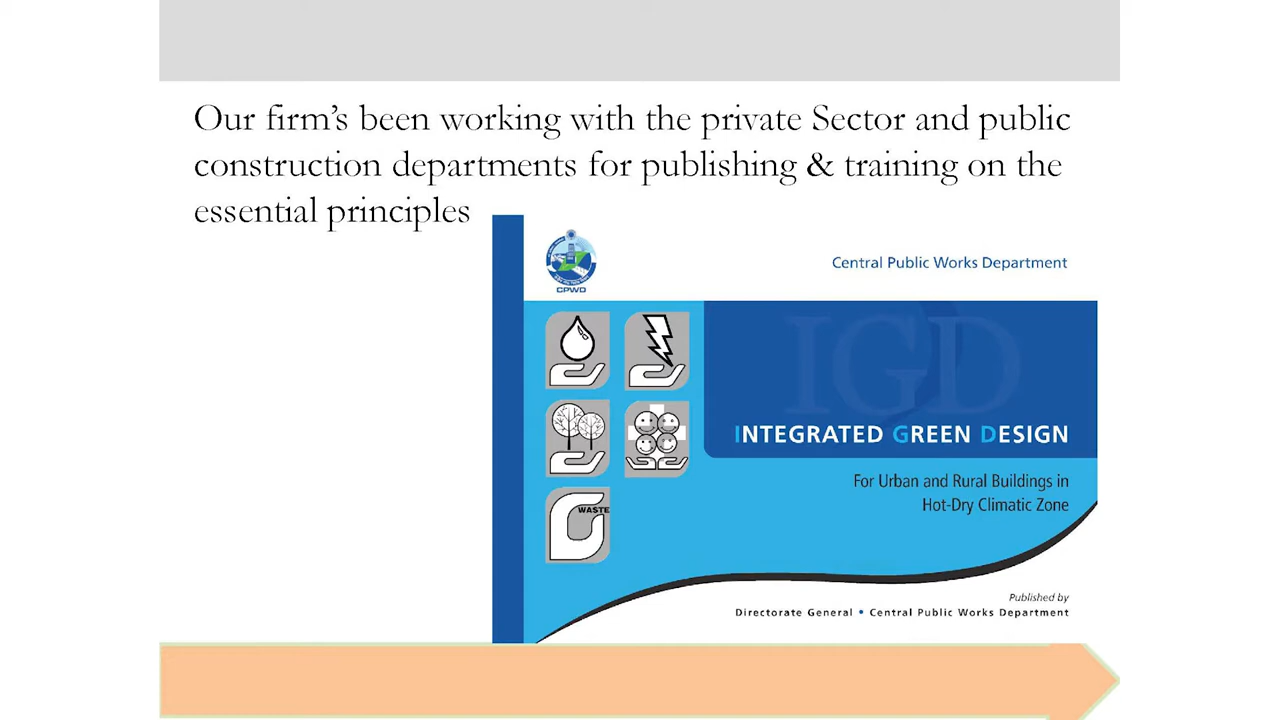 Our firm's been working with the private Sector and public
construction departments for publishing & training on the
essential principles
CPWD
Central Public Works Department
IGD
INTEGRATED GREEN DESIGN
For Urban and Rural Buildings in
Hot-Dry Climatic Zone
WASTE
Published by
Directorate General • Central Public Works Department